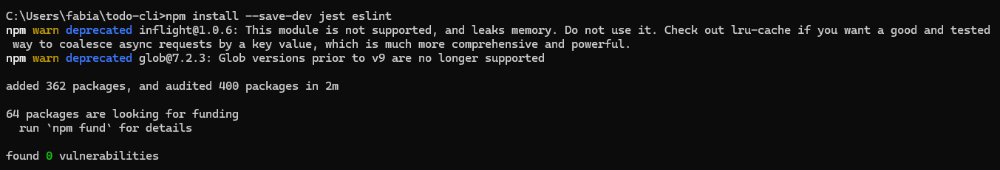 C:\Users\fabia\todo-cli>npm install --save-dev jest eslint
npm warn deprecated inflight@1.0.6: This module is not supported, and leaks memory. Do not use it. Check out lru-cache if you want a good and tested
way to coalesce async requests by a key value, which is much more comprehensive and powerful.
npm warn deprecated glob@7.2.3: Glob versions prior to v9 are no longer supported
added 362 packages, and audited 400 packages in 2m
64 packages are looking for funding
run `npm fund` for details
found 0 vulnerabilities